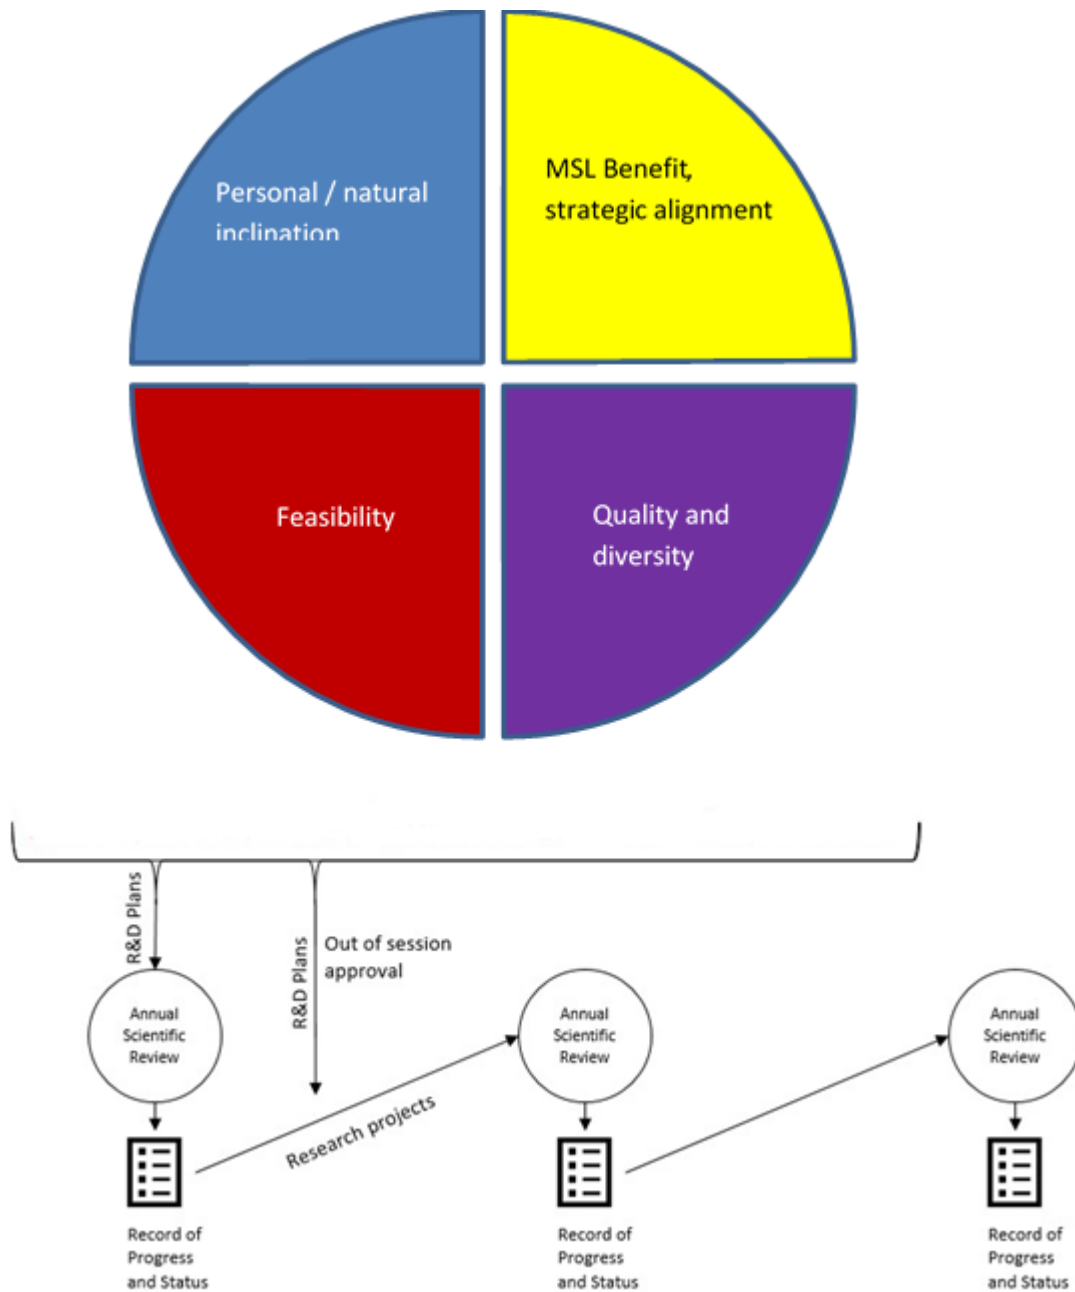 Personal / natural
inclination
MSL Benefit,
strategic alignment
Feasibility
Quality and
diversity
R&D Plans
R&D Plans
Out of session
approval
Annual
Scientific
Review
Annual
Scientific
Review
Annual
Scientific
Review
Research projects
Record of
Progress
and Status
Record of
Progress
and Status
Record of
Progress
and Status